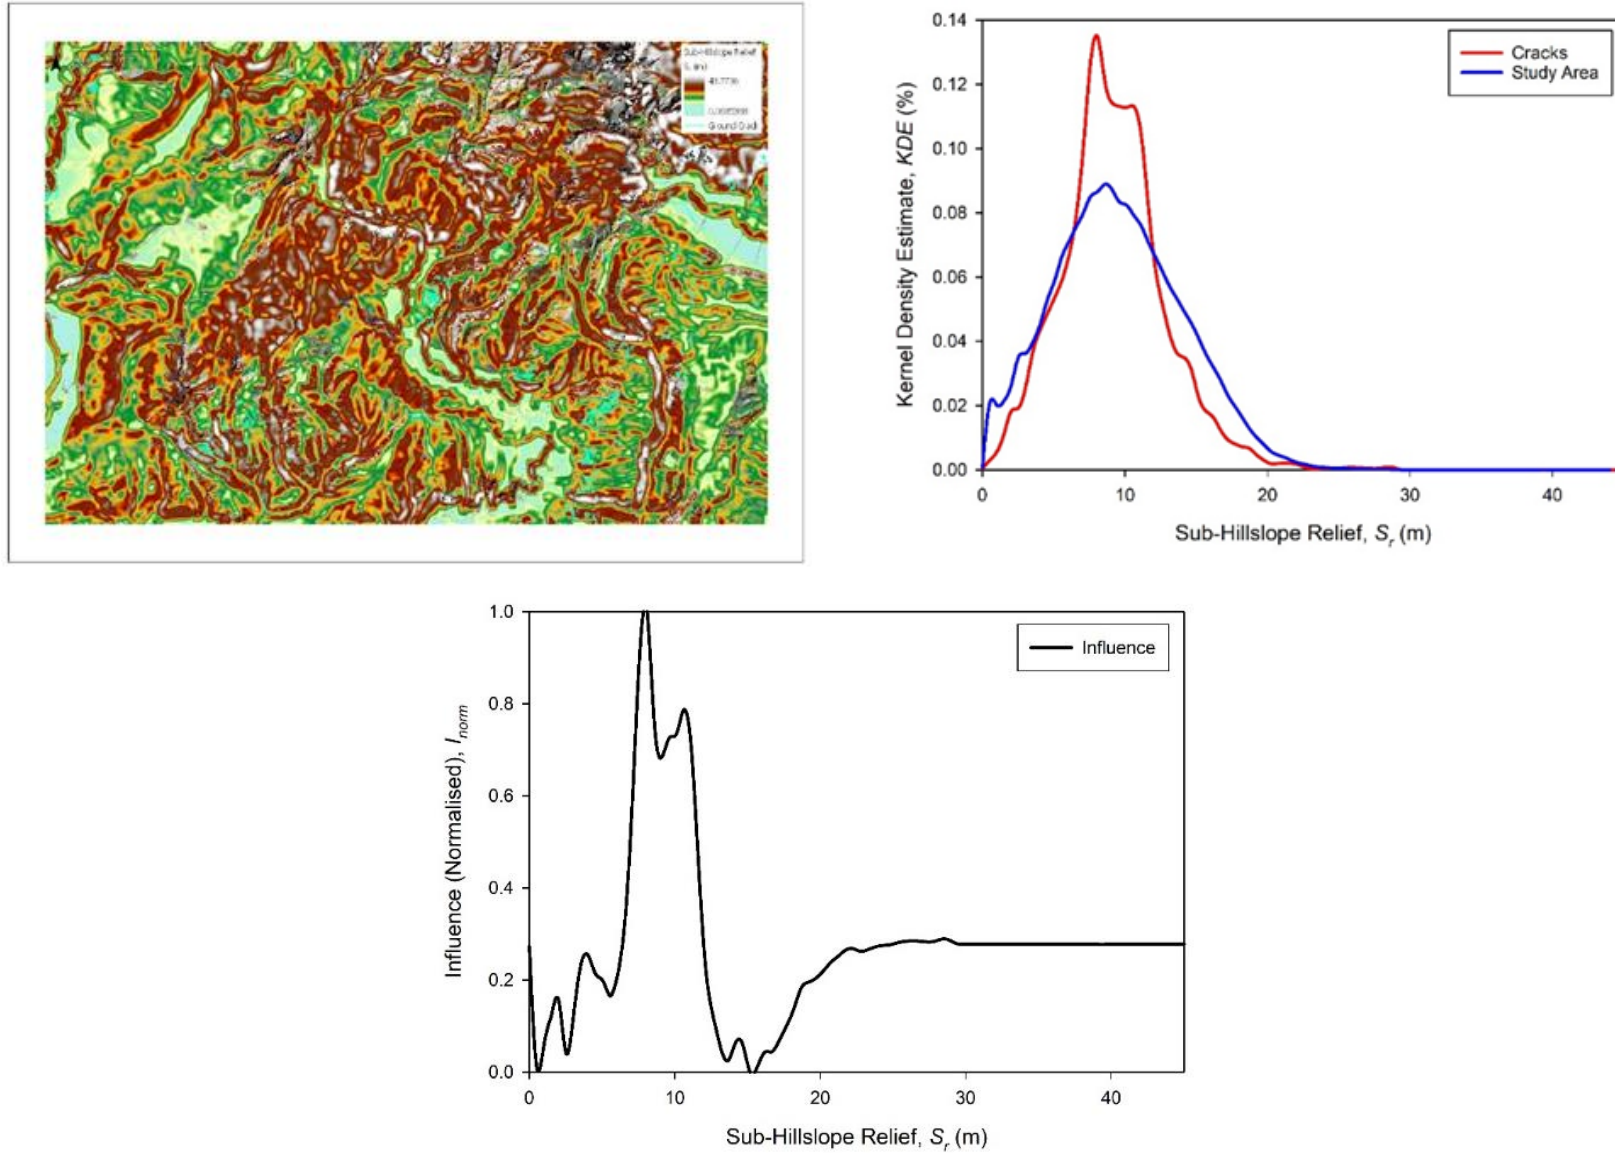 Sub-Hillslope Relief
Ground Crack
0.14
0.12
0.10
0.08
0.06
0.04
0.02
0.00
Kernel Density Estimate, KDE (%)
Cracks
Study Area
0
10
20
30
40
Sub-Hillslope Relief, Sᵣ (m)
1.0
0.8
0.6
0.4
0.2
0.0
Influence (Normalised), Iₙₒᵣₘ
Influence
0
10
20
30
40
Sub-Hillslope Relief, Sᵣ (m)